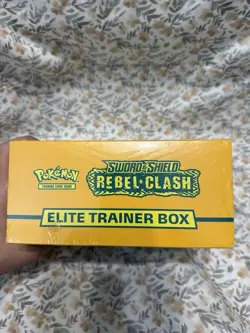 Pokémon
TRADING CARD GAME
SWORD & SHIELD
REBEL CLASH
ELITE TRAINER BOX